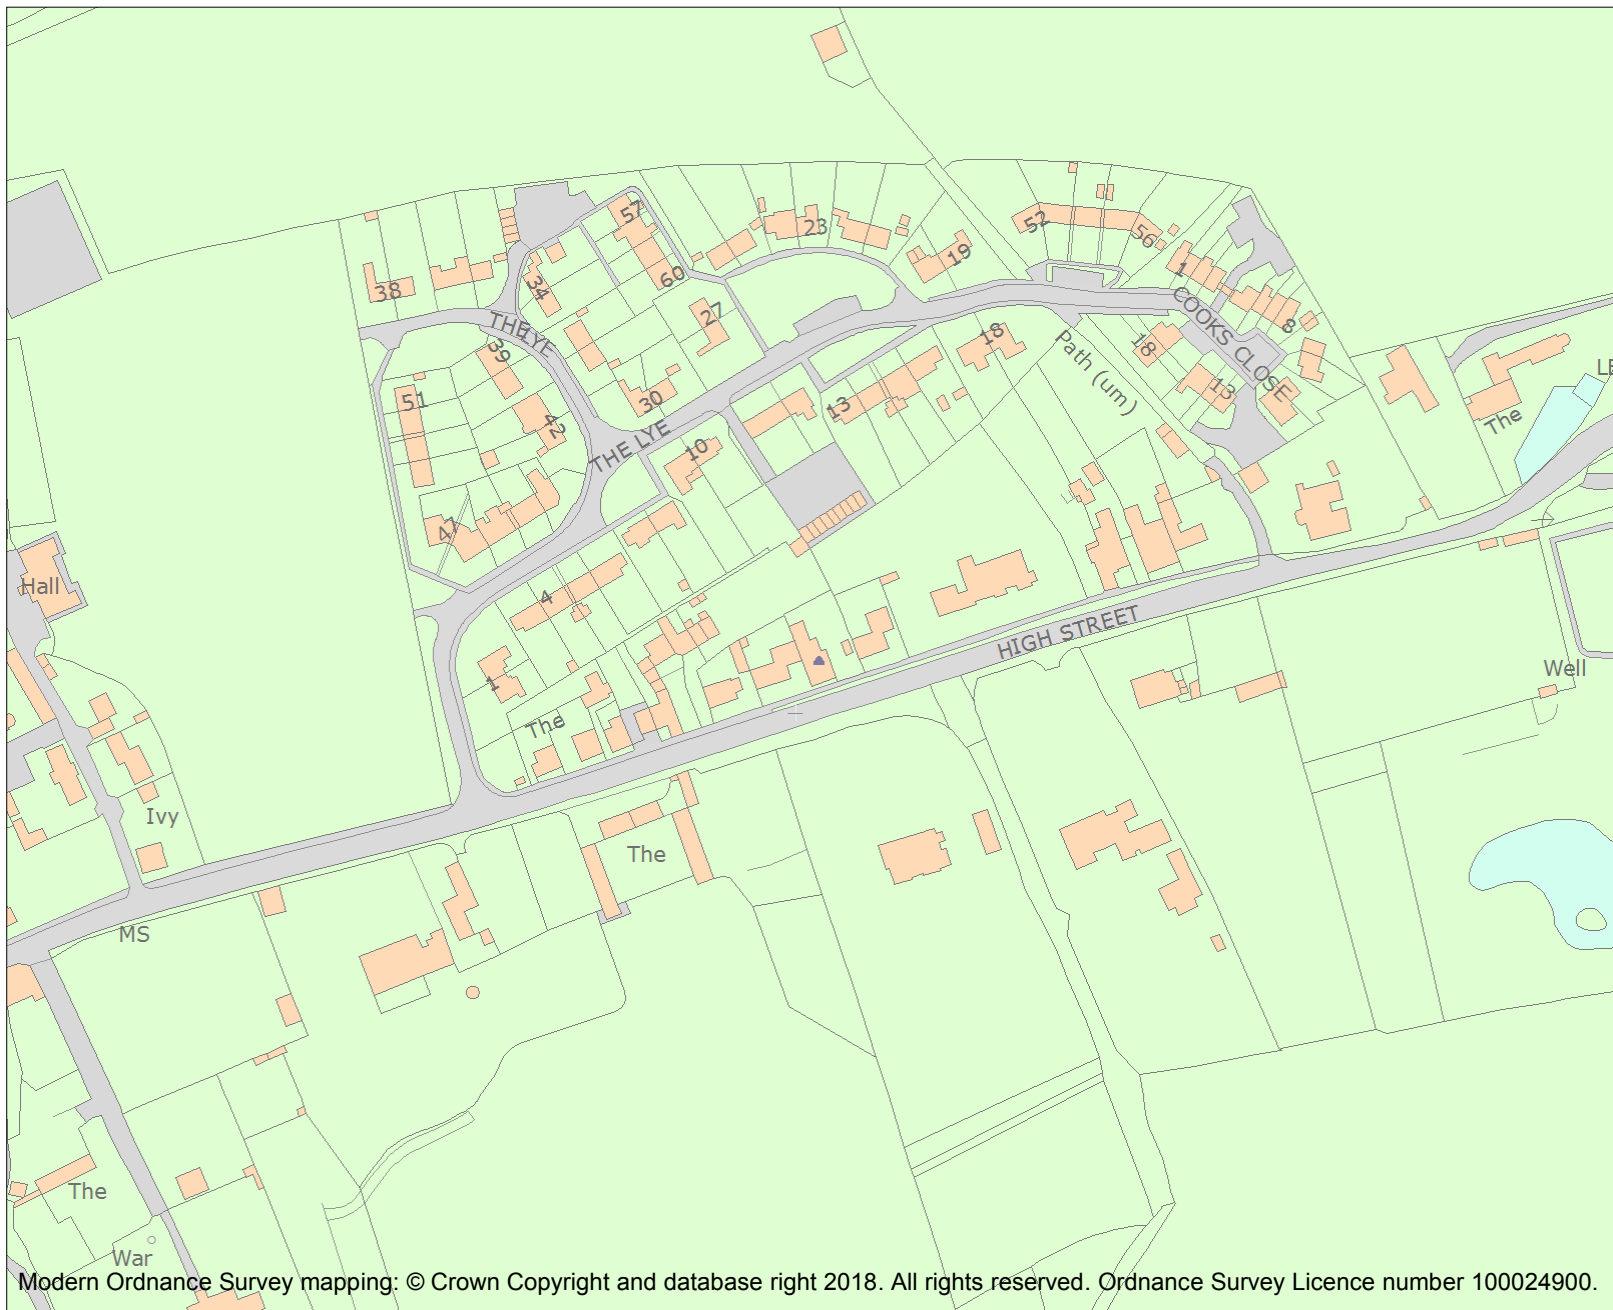 57
52
23
56
19
60
1
38
34
COOKS CLOSE
27
8
THE LYE
18
18
Path (um)
39
13
51
30
13
42
The
THE LYE
10
47
Hall
4
HIGH STREET
Well
1
The
Ivy
The
MS
The
War
Modern Ordnance Survey mapping: © Crown Copyright and database right 2018. All rights reserved. Ordnance Survey Licence number 100024900.